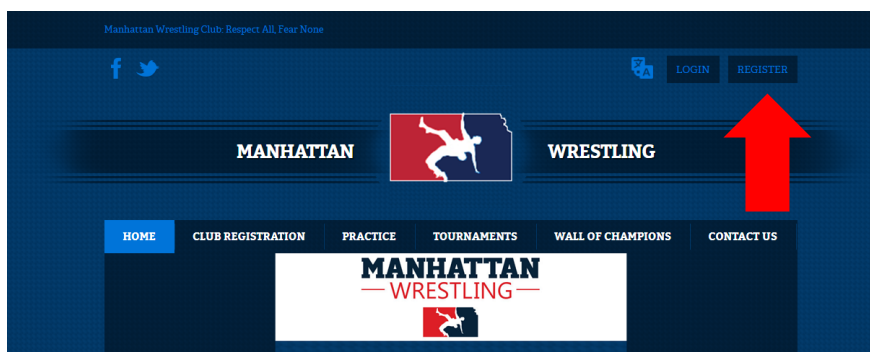 Manhattan Wrestling Club: Respect All, Fear None
LOGIN REGISTER
MANHATTAN WRESTLING
HOME CLUB REGISTRATION PRACTICE TOURNAMENTS WALL OF CHAMPIONS CONTACT US
MANHATTAN
WRESTLING